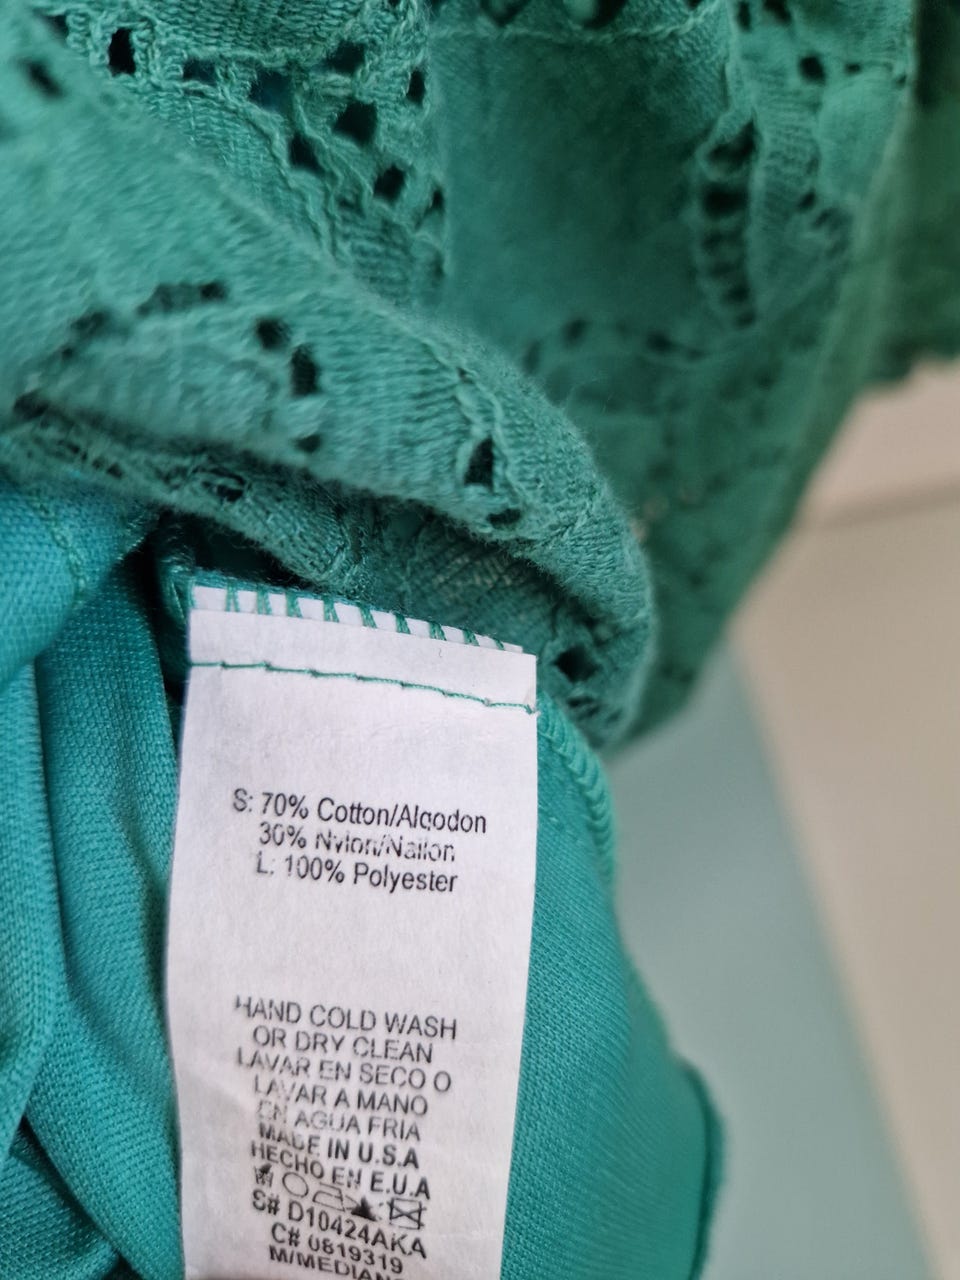 S: 70% Cotton/Algodon
30% Nylon/Nailon
L: 100% Polyester
HAND COLD WASH
OR DRY CLEAN
LAVAR EN SECO O
LAVAR A MANO
EN AGUA FRIA
MADE IN U.S.A
HECHO EN E.U.A
S# D10424AKA
C# 0819319
M/MEDIANO